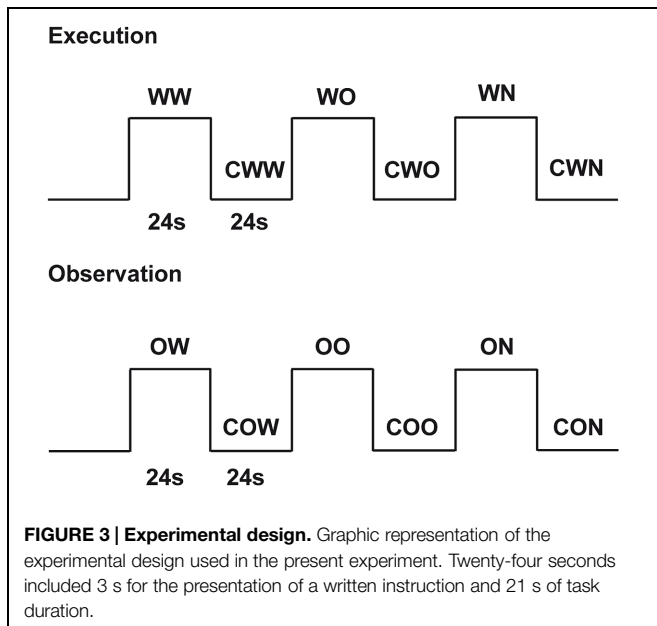 Execution
WW WO WN
CWW CWO CWN
24s 24s
Observation
OW OO ON
COW COO CON
24s 24s
FIGURE 3 | Experimental design. Graphic representation of the
experimental design used in the present experiment. Twenty-four seconds
included 3 s for the presentation of a written instruction and 21 s of task
duration.